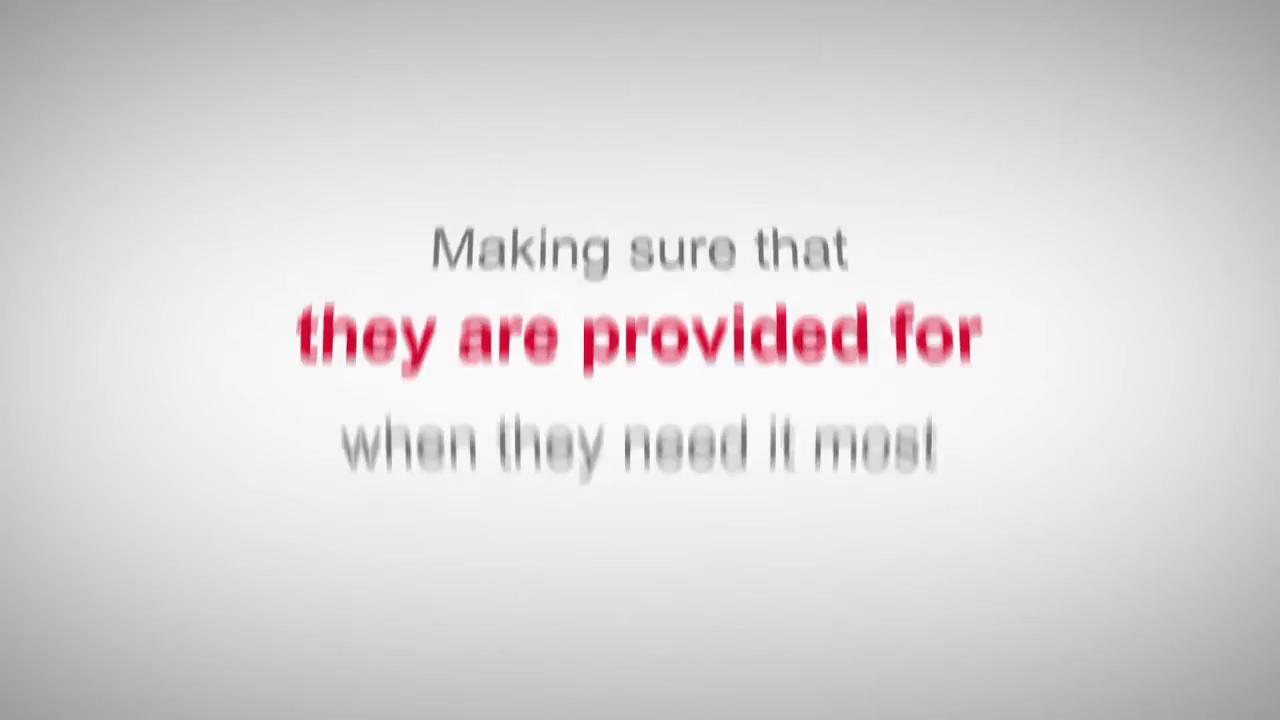 Making sure that
they are provided for
when they need it most